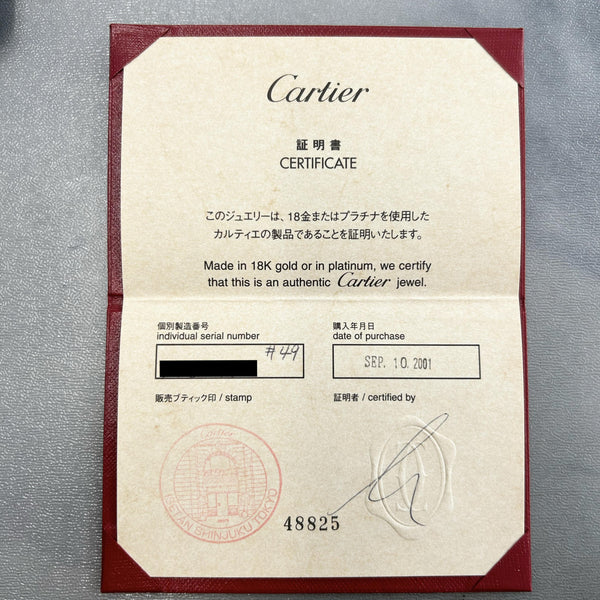 Cartier
証明書
CERTIFICATE
このジュエリーは、18金またはプラチナを使用した
カルティエの製品であることを証明いたします。
Made in 18K gold or in platinum, we certify
that this is an authentic Cartier jewel.
個別製造番号
individual serial number
#49
購入年月日
date of purchase
SEP. 10. 2001
販売ブティック印 / stamp
証明者 / certified by
Cartier
ISETAN SHINJUKU TOKYO
48825